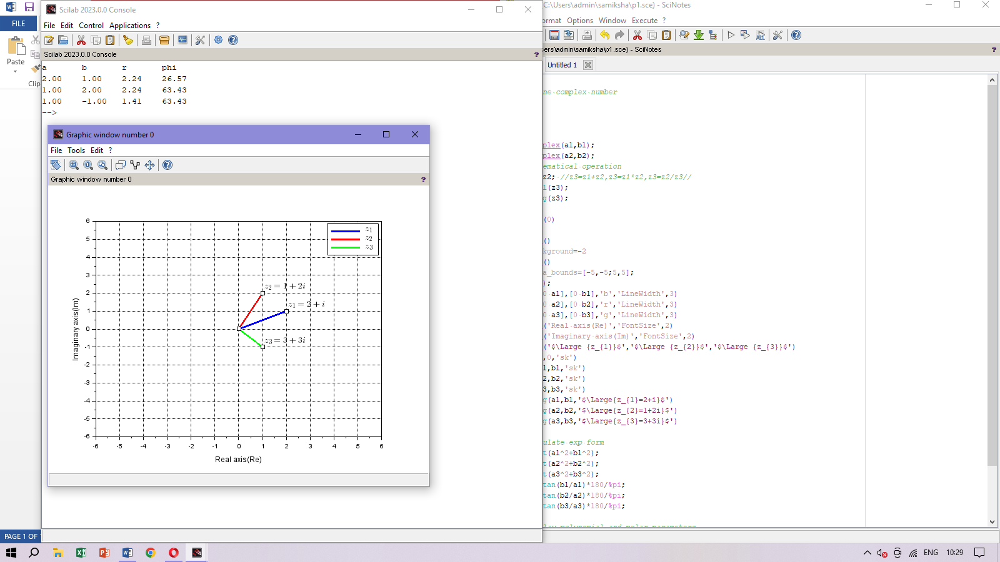 FILE
Paste
Clip
PAGE 1 OF
Scilab 2023.0.0 Console
File Edit Control Applications ?
Scilab 2023.0.0 Console ?
a b r phi
2.00 1.00 2.24 26.57
1.00 2.00 2.24 63.43
1.00 -1.00 1.41 63.43
-->
Graphic window number 0
File Tools Edit ?
Graphic window number 0 ?
z1
z2
z3
z2 = 1 + 2i
z1 = 2 + i
z3 = 3 + 3i
6
5
4
3
2
1
0
-1
-2
-3
-4
-5
-6
Imaginary axis(Im)
-6 -5 -4 -3 -2 -1 0 1 2 3 4 5 6
Real axis(Re)
C:\Users\admin\samiksha\p1.sce) - SciNotes
ormat Options Window Execute ?
ers\admin\samiksha\p1.sce) - SciNotes ?
Untitled 1
ne complex number
plex(a1,b1);
plex(a2,b2);
ematical operation
z2; //z3=z1+z2,z3=z1*z2,z3=z2/z3//
l(z3);
g(z3);
(0)
()
kground=-2
()
a_bounds=[-5,-5;5,5];
);
0 a1],[0 b1],'b','LineWidth',3)
0 a2],[0 b2],'r','LineWidth',3)
0 a3],[0 b3],'g','LineWidth',3)
('Real axis(Re)','FontSize',2)
('Imaginary axis(Im)','FontSize',2)
('$\Large {z_{1}}$','$\Large {z_{2}}$','$\Large {z_{3}}$')
,0,'sk')
1,b1,'sk')
2,b2,'sk')
3,b3,'sk')
g(a1,b1,'$\Large{z_{1}=2+i}$')
g(a2,b2,'$\Large{z_{2}=1+2i}$')
g(a3,b3,'$\Large{z_{3}=3+3i}$')
ulate exp form
t(a1^2+b1^2);
t(a2^2+b2^2);
t(a3^2+b3^2);
tan(b1/a1)*180/%pi;
tan(b2/a2)*180/%pi;
tan(b3/a3)*180/%pi;
lay polynomial and polar parameters
ENG 10:29